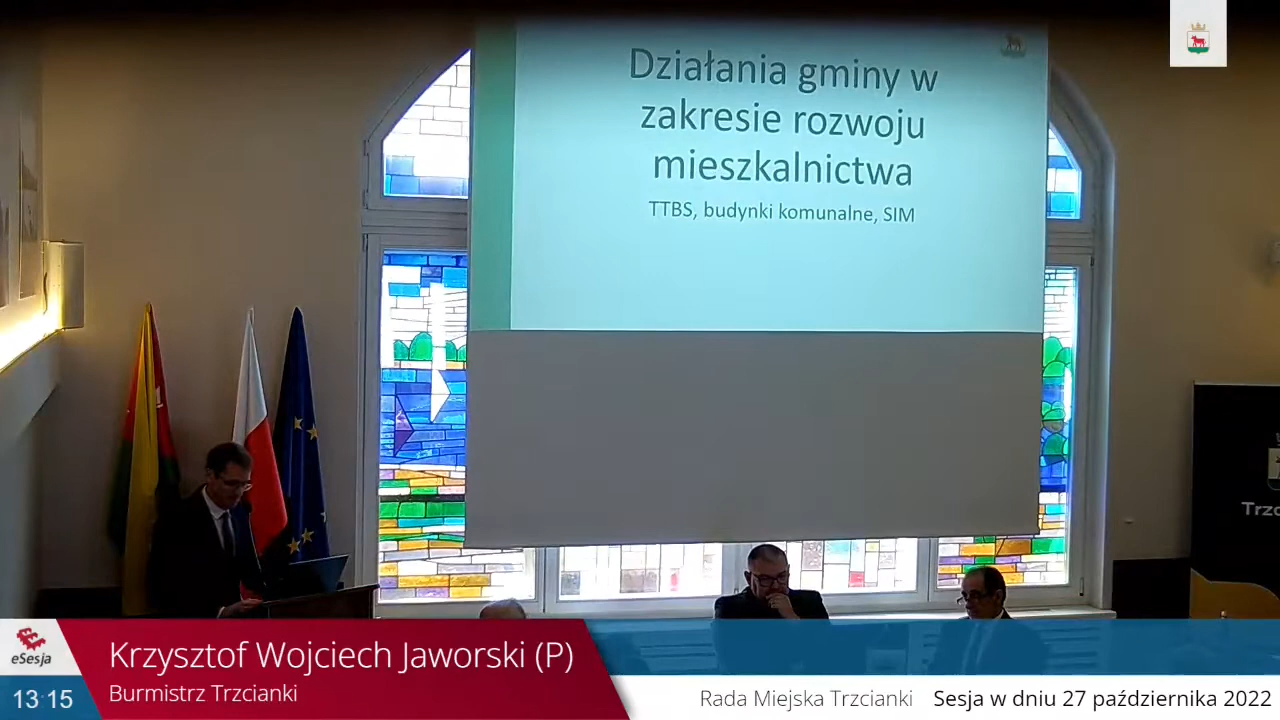 Działania gminy w
zakresie rozwoju
mieszkalnictwa
TTBS, budynki komunalne, SIM
Trzc
eSesja
Krzysztof Wojciech Jaworski (P)
Burmistrz Trzcianki
13:15
Rada Miejska Trzcianki Sesja w dniu 27 października 2022